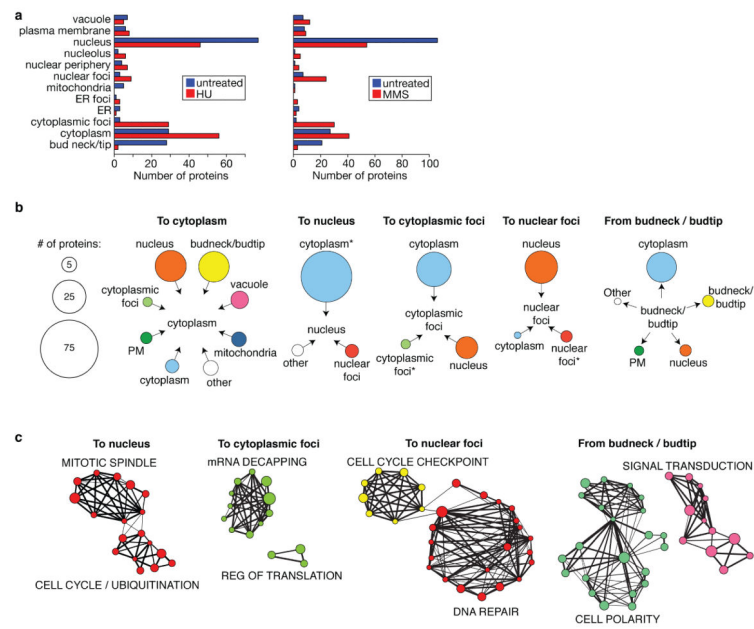 a
vacuole
plasma membrane
nucleus
nucleolus
nuclear periphery
nuclear foci
mitochondria
ER foci
ER
cytoplasmic foci
cytoplasm
bud neck/tip
untreated
HU
0 20 40 60
Number of proteins
untreated
MMS
0 20 40 60 80 100
Number of proteins
b
# of proteins:
5
25
75
To cytoplasm
nucleus
budneck/budtip
cytoplasmic
foci
vacuole
cytoplasm
PM
mitochondria
cytoplasm
other
To nucleus
cytoplasm*
nucleus
other
nuclear
foci
To cytoplasmic foci
cytoplasm
cytoplasmic
foci
cytoplasmic
foci*
nucleus
To nuclear foci
nucleus
nuclear
foci
cytoplasm
nuclear
foci*
From budneck / budtip
cytoplasm
Other
budneck/
budtip
budneck/
budtip
PM
nucleus
c
To nucleus
MITOTIC SPINDLE
CELL CYCLE / UBIQUITINATION
To cytoplasmic foci
mRNA DECAPPING
REG OF TRANSLATION
To nuclear foci
CELL CYCLE CHECKPOINT
DNA REPAIR
From budneck / budtip
SIGNAL TRANSDUCTION
CELL POLARITY